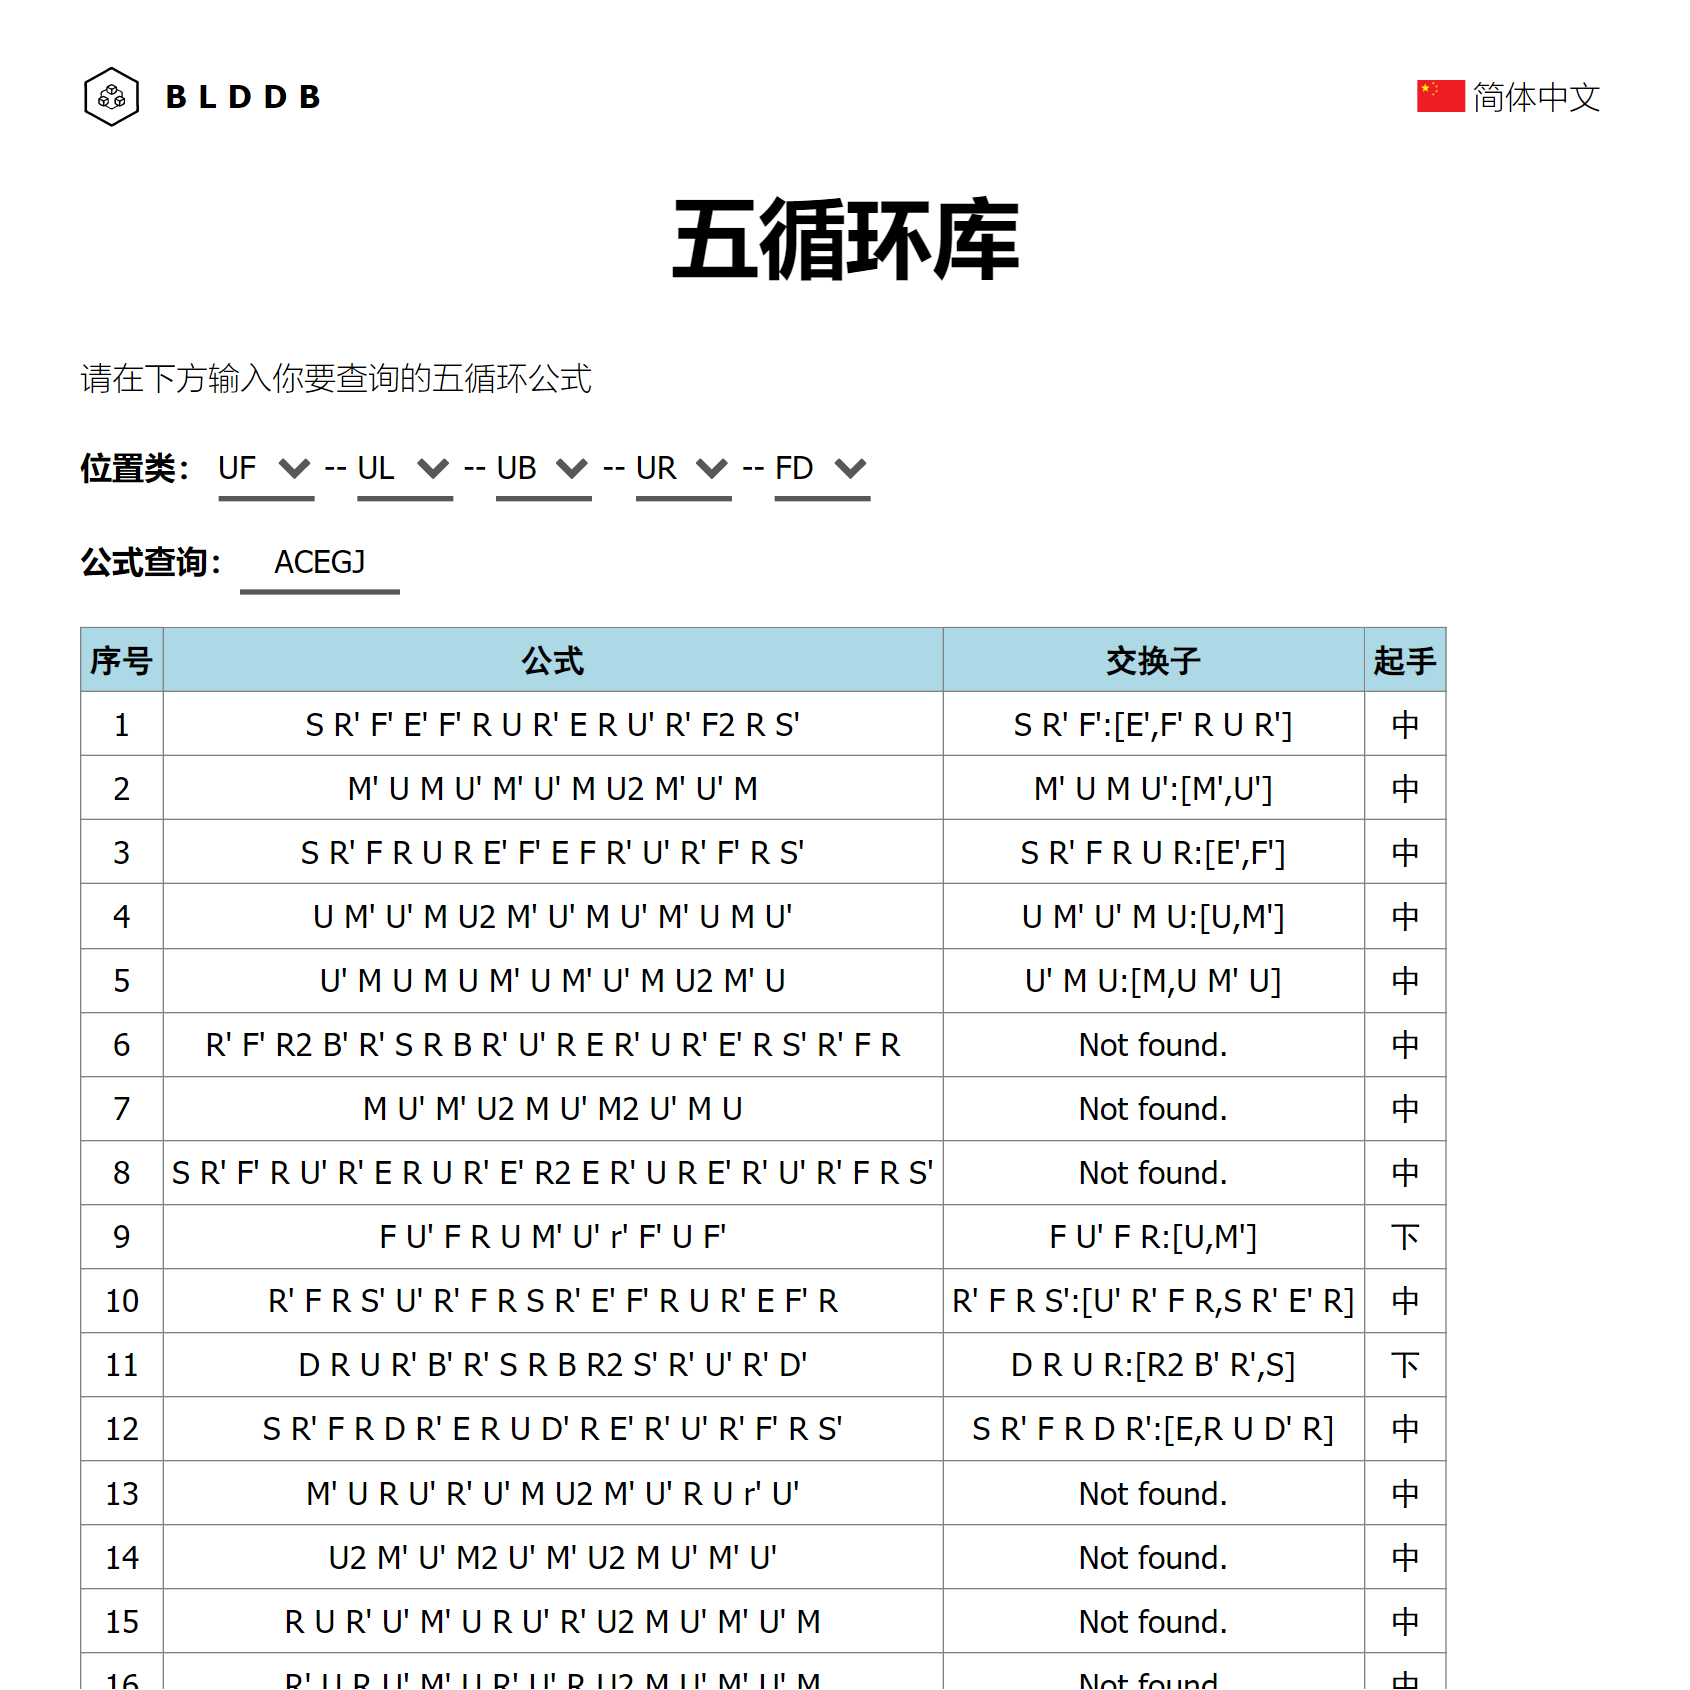 BLDDB
简体中文
五循环库
请在下方输入你要查询的五循环公式
位置类： UF -- UL -- UB -- UR -- FD
公式查询： ACEGJ
序号 公式 交换子 起手
1 S R' F' E' F' R U R' E R U' R' F2 R S' S R' F':[E',F' R U R'] 中
2 M' U M U' M' U' M U2 M' U' M M' U M U':[M',U'] 中
3 S R' F R U R E' F' E F R' U' R' F' R S' S R' F R U R:[E',F'] 中
4 U M' U' M U2 M' U' M U' M' U M U' U M' U' M U:[U,M'] 中
5 U' M U M U M' U M' U' M U2 M' U U' M U:[M,U M' U] 中
6 R' F' R2 B' R' S R B R' U' R E R' U R' E' R S' R' F R Not found. 中
7 M U' M' U2 M U' M2 U' M U Not found. 中
8 S R' F' R U' R' E R U R' E' R2 E R' U R E' R' U' R' F R S' Not found. 中
9 F U' F R U M' U' r' F' U F' F U' F R:[U,M'] 下
10 R' F R S' U' R' F R S R' E' F' R U R' E F' R R' F R S':[U' R' F R,S R' E' R] 中
11 D R U R' B' R' S R B R2 S' R' U' R' D' D R U R:[R2 B' R',S] 下
12 S R' F R D R' E R U D' R E' R' U' R' F' R S' S R' F R D R':[E,R U D' R] 中
13 M' U R U' R' U' M U2 M' U' R U r' U' Not found. 中
14 U2 M' U' M2 U' M' U2 M U' M' U' Not found. 中
15 R U R' U' M' U R U' R' U2 M U' M' U' M Not found. 中
16 R' U R U' M' U R' U' R U2 M U' M' U' M Not found. 中